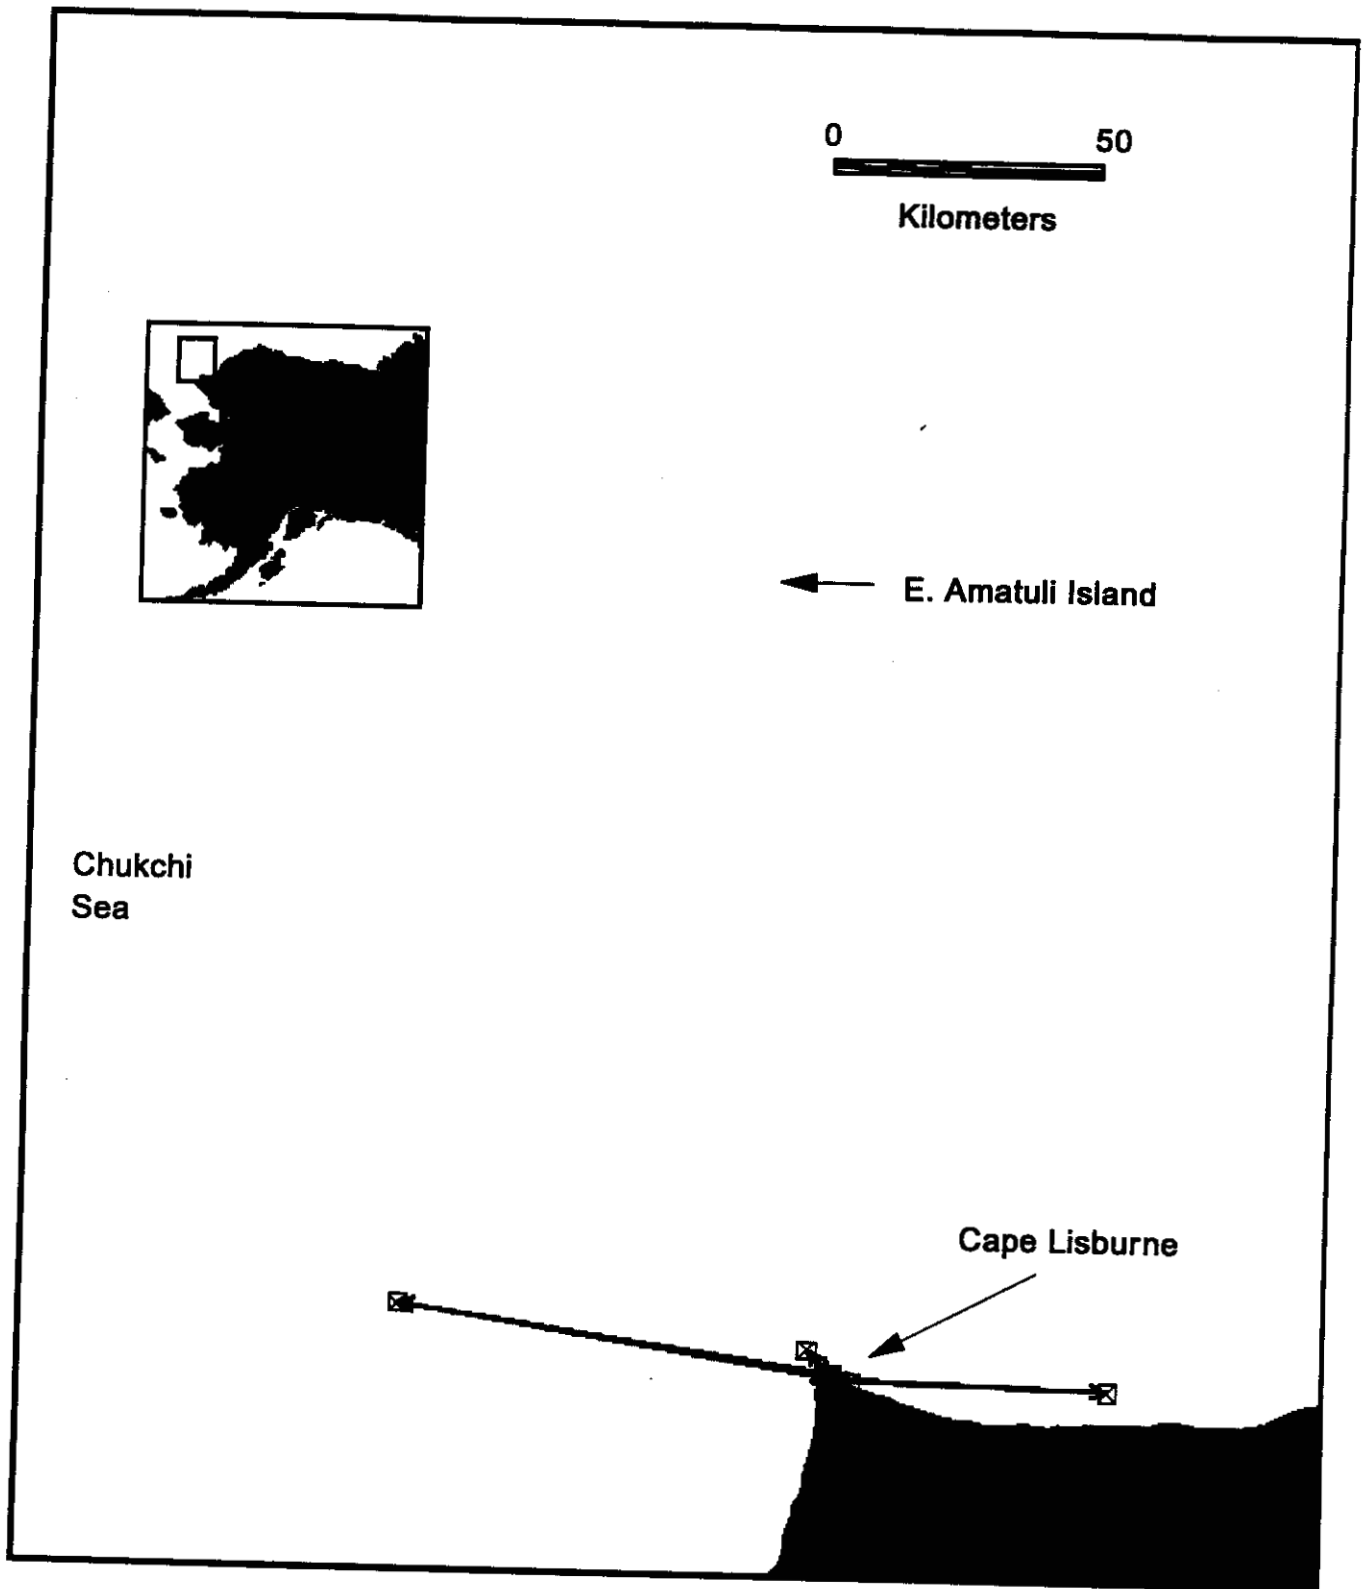 0 50
Kilometers
E. Amatuli Island
Chukchi
Sea
Cape Lisburne